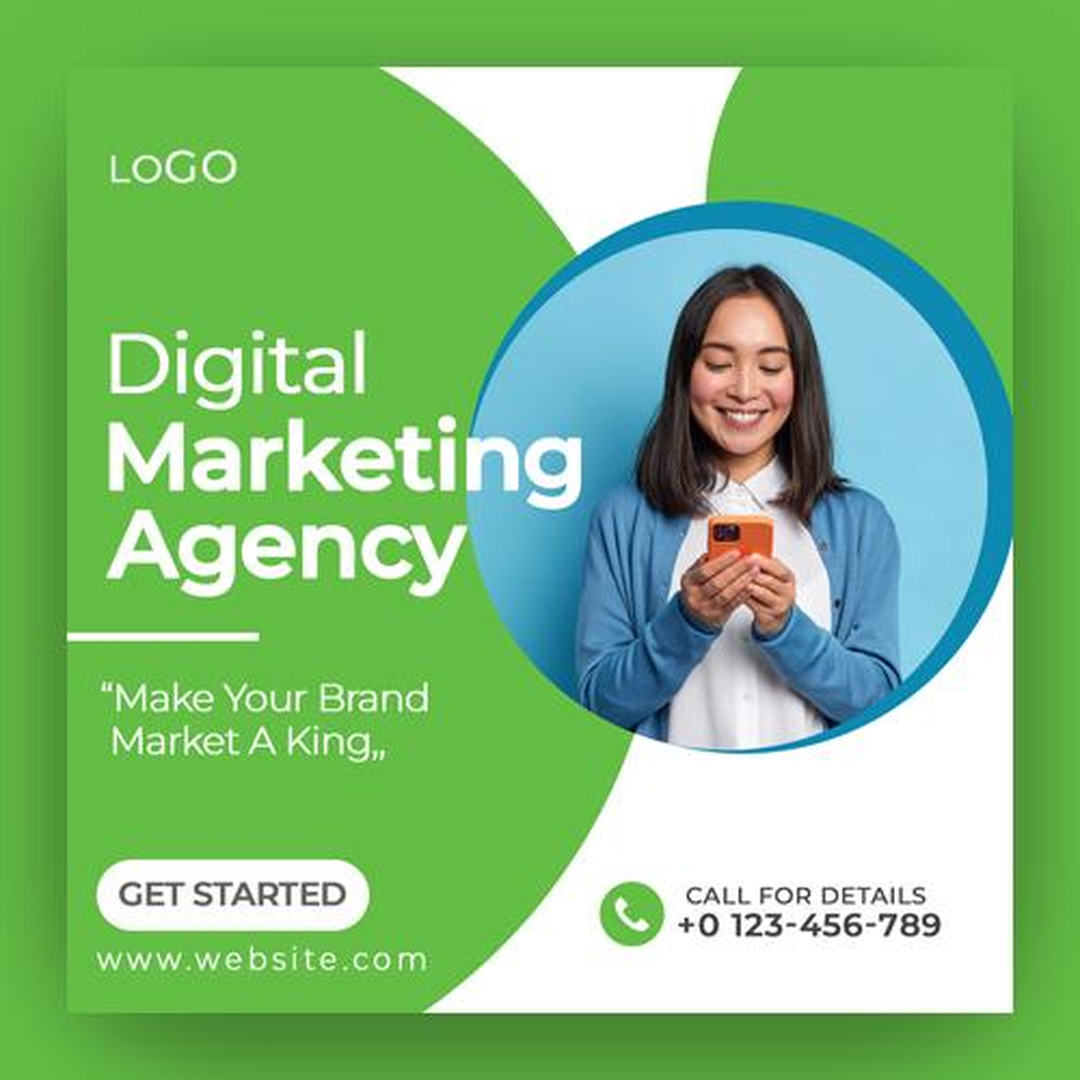 LOGO
Digital
Marketing
Agency
“Make Your Brand
Market A King„
GET STARTED
www.website.com
CALL FOR DETAILS
+0 123-456-789